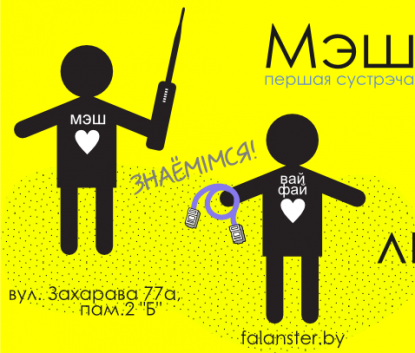 Мэш
першая сустрэча
мэш
ЗНАЁМІМСЯ!
вай
фай
вул. Захарава 77а,
пам.2 "Б"
falanster.by